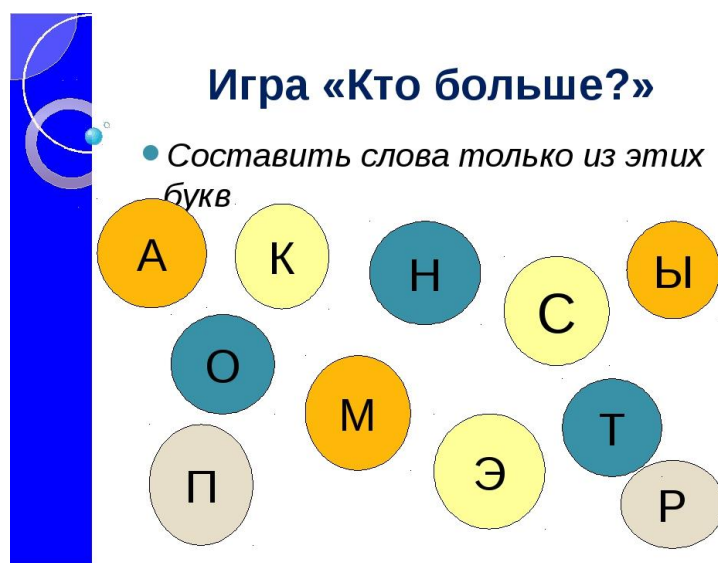 Игра «Кто больше?»
Составить слова только из этих
букв
А К Н С Ы
О М Э Т
П Р